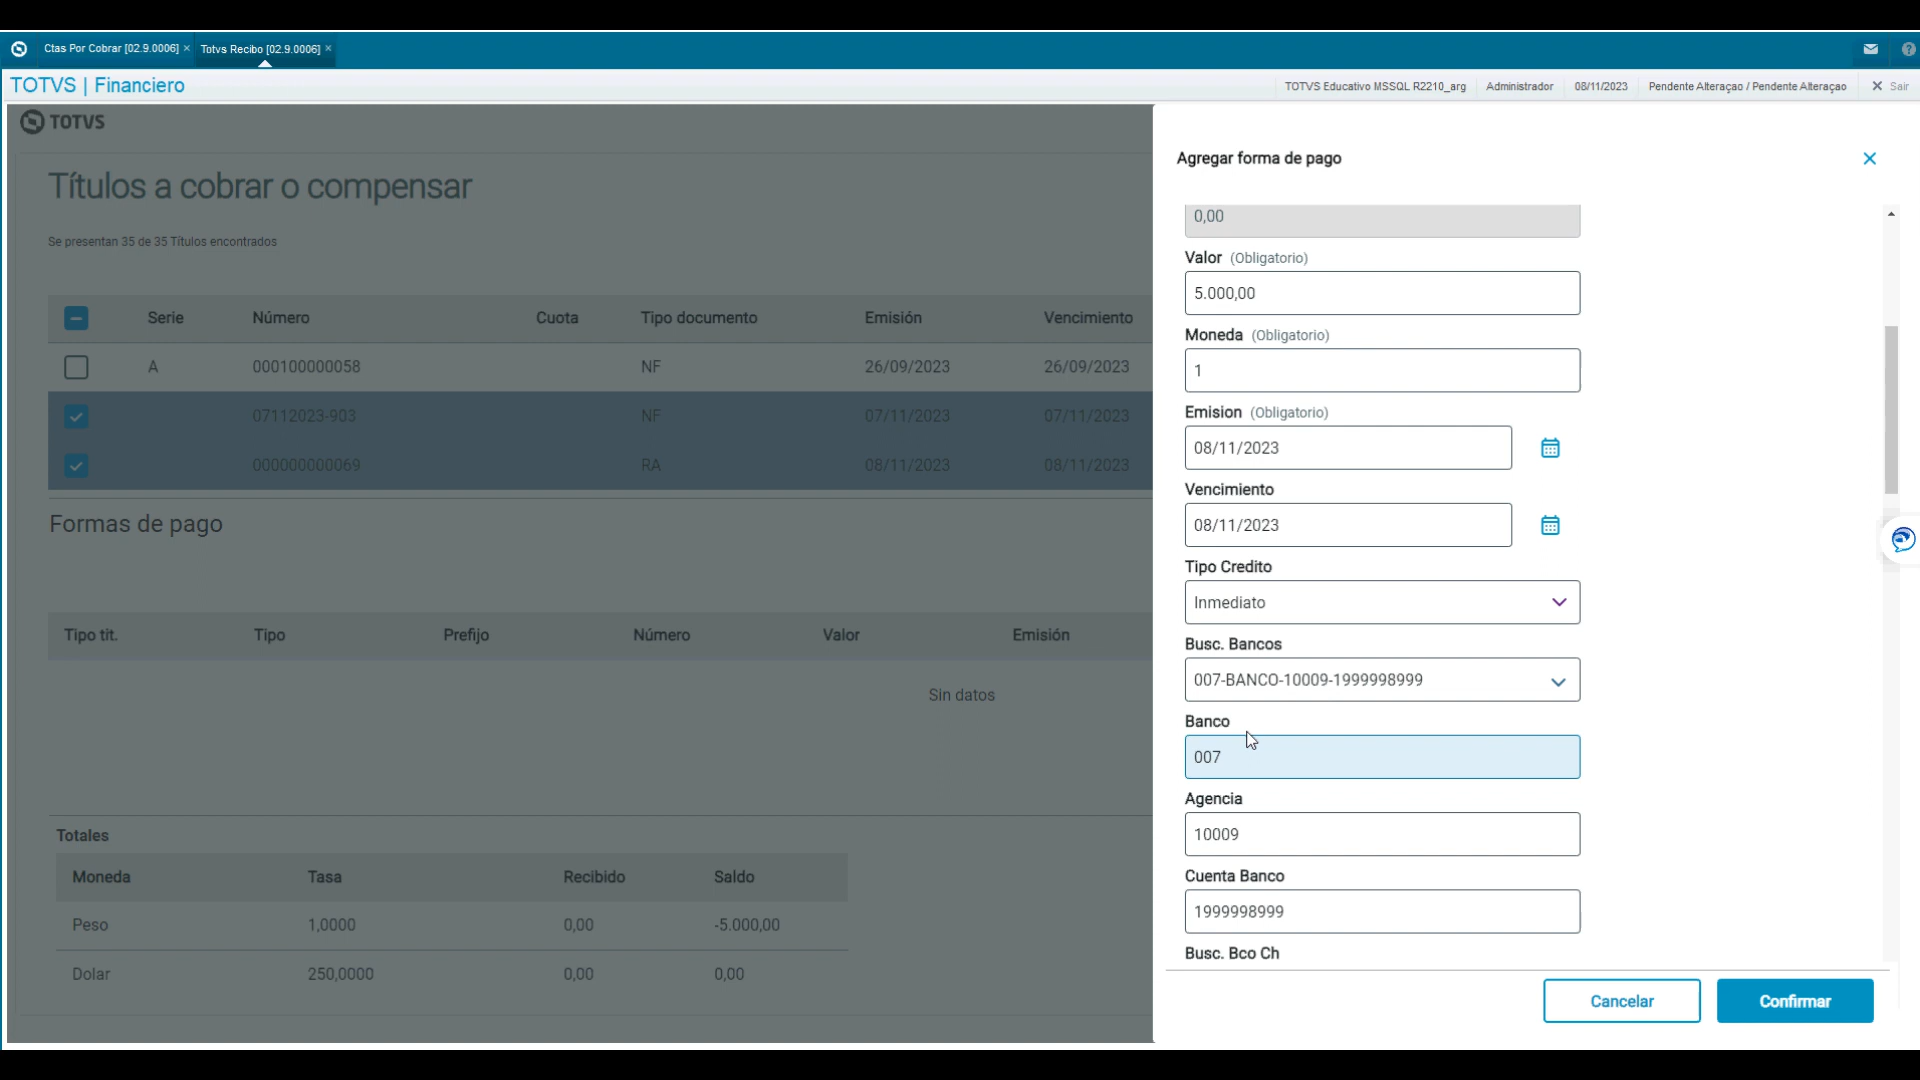 Ctas Por Cobrar [02.9.0006] × Totvs Recibo [02.9.0006] ×
TOTVS | Financiero TOTVS Educativo MSSQL R2210_arg Administrador 08/11/2023 Pendente Alteraçao / Pendente Alteraçao Sair
TOTVS
Títulos a cobrar o compensar
Se presentan 35 de 35 Títulos encontrados
Serie Número Cuota Tipo documento Emisión Vencimiento
A 000100000058 NF 26/09/2023 26/09/2023
07112023-903 NF 07/11/2023 07/11/2023
000000000069 RA 08/11/2023 08/11/2023
Formas de pago
Tipo tit. Tipo Prefijo Número Valor Emisión
Sin datos
Totales
Moneda Tasa Recibido Saldo
Peso 1,0000 0,00 -5.000,00
Dolar 250,0000 0,00 0,00
Agregar forma de pago
0,00
Valor (Obligatorio)
5.000,00
Moneda (Obligatorio)
1
Emision (Obligatorio)
08/11/2023
Vencimiento
08/11/2023
Tipo Credito
Inmediato
Busc. Bancos
007-BANCO-10009-1999998999
Banco
007
Agencia
10009
Cuenta Banco
1999998999
Busc. Bco Ch
Cancelar Confirmar